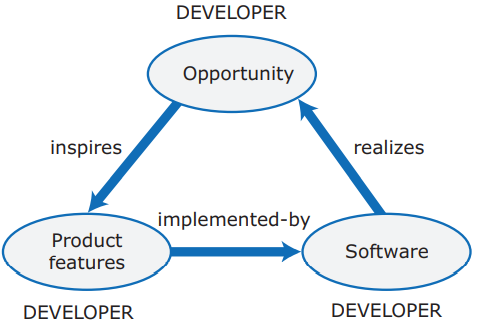 DEVELOPER
Opportunity
inspires
realizes
implemented-by
Product
features
Software
DEVELOPER
DEVELOPER